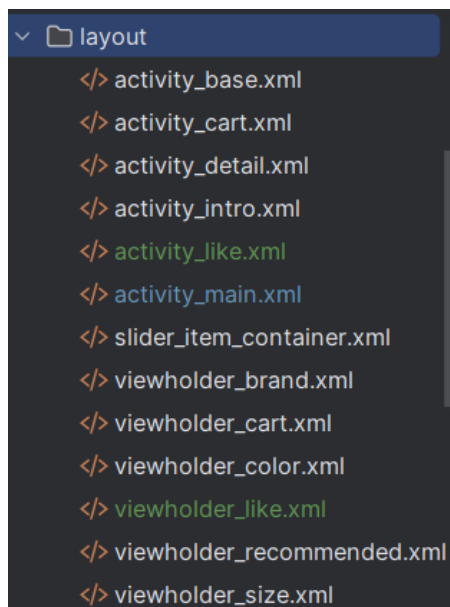 layout
</> activity_base.xml
</> activity_cart.xml
</> activity_detail.xml
</> activity_intro.xml
</> activity_like.xml
</> activity_main.xml
</> slider_item_container.xml
</> viewholder_brand.xml
</> viewholder_cart.xml
</> viewholder_color.xml
</> viewholder_like.xml
</> viewholder_recommended.xml
</> viewholder_size.xml